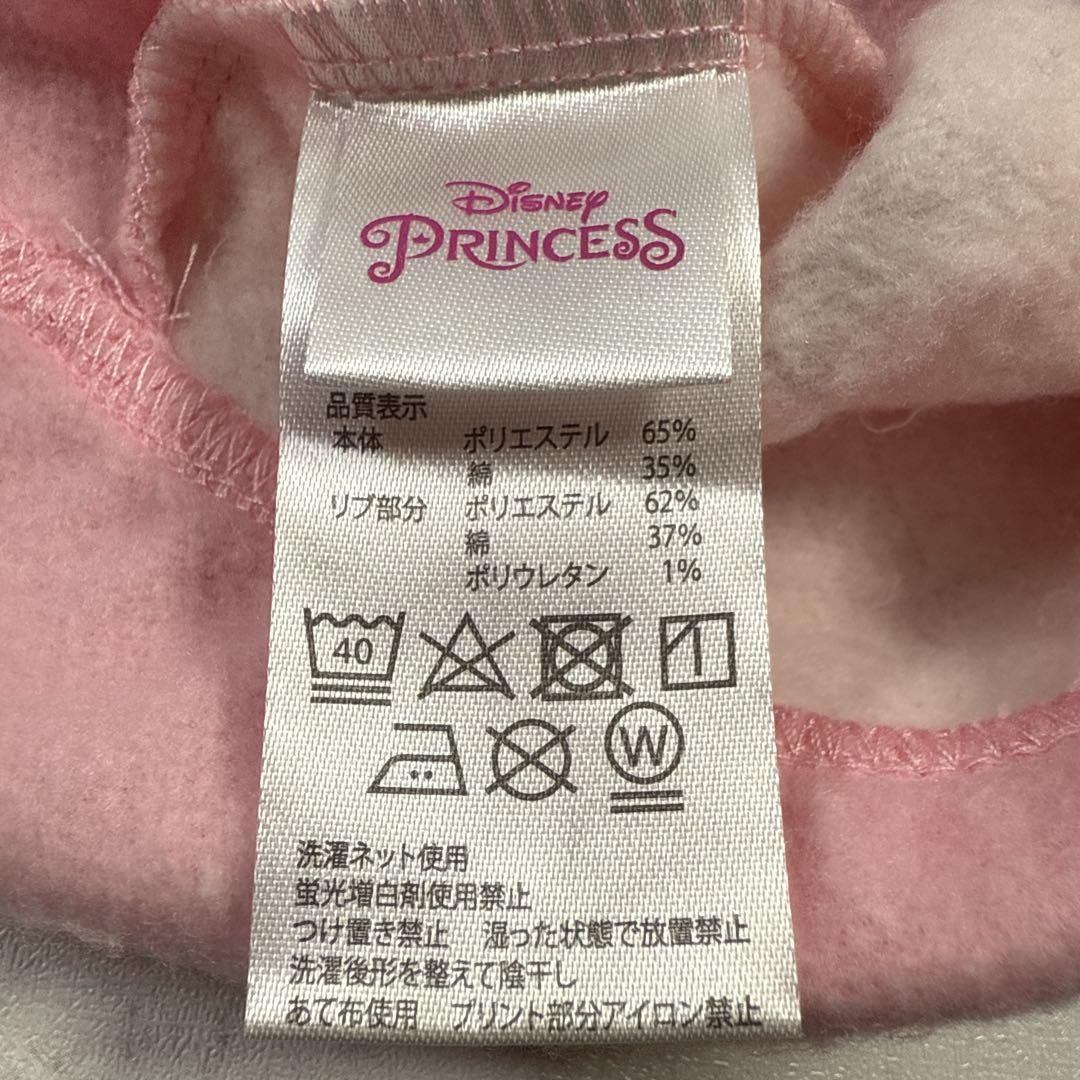 Disney
PRINCESS
品質表示
本体 ポリエステル 65%
綿 35%
リブ部分 ポリエステル 62%
綿 37%
ポリウレタン 1%
40
W
洗濯ネット使用
蛍光増白剤使用禁止
つけ置き禁止 湿った状態で放置禁止
洗濯後形を整えて陰干し
あて布使用 プリント部分アイロン禁止